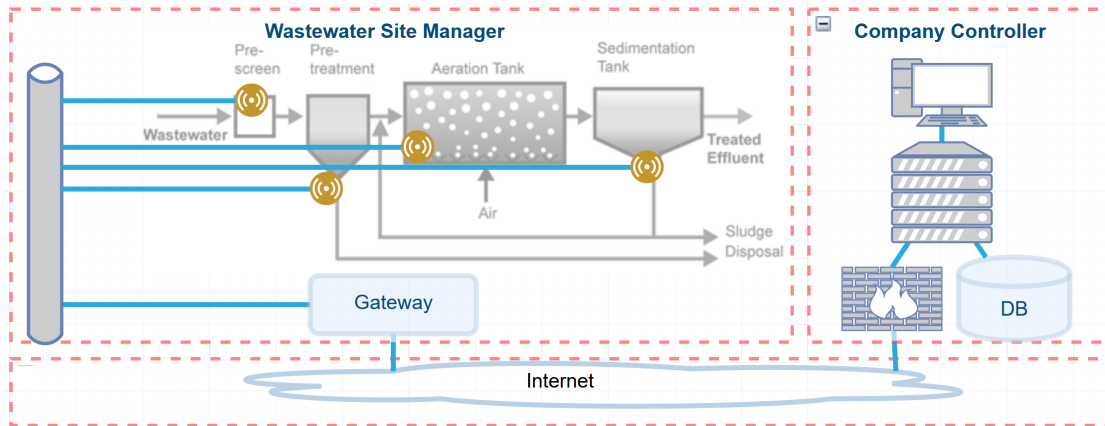 Wastewater Site Manager
Company Controller
Pre-
screen
Pre-
treatment
Aeration Tank
Sedimentation
Tank
Wastewater
Treated
Effluent
Air
Sludge
Disposal
Gateway
DB
Internet